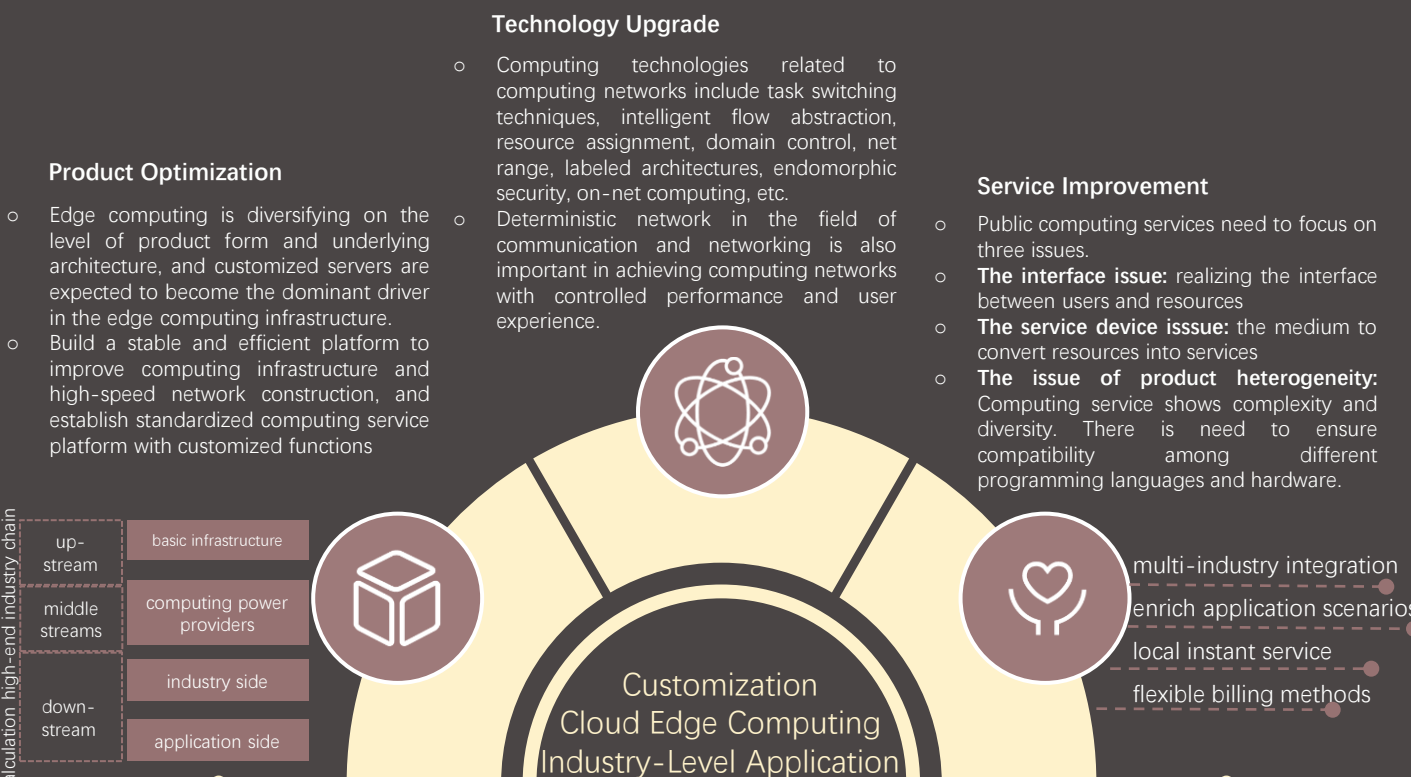 Technology Upgrade
○ Computing technologies related to
computing networks include task switching
techniques, intelligent flow abstraction,
resource assignment, domain control, net
range, labeled architectures, endomorphic
security, on-net computing, etc.
○ Deterministic network in the field of
communication and networking is also
important in achieving computing networks
with controlled performance and user
experience.
Product Optimization
○ Edge computing is diversifying on the
level of product form and underlying
architecture, and customized servers are
expected to become the dominant driver
in the edge computing infrastructure.
○ Build a stable and efficient platform to
improve computing infrastructure and
high-speed network construction, and
establish standardized computing service
platform with customized functions
Service Improvement
○ Public computing services need to focus on
three issues.
○ The interface issue: realizing the interface
between users and resources
○ The service device isssue: the medium to
convert resources into services
○ The issue of product heterogeneity:
Computing service shows complexity and
diversity. There is need to ensure
compatibility among different
programming languages and hardware.
high-end industry chain
up-
stream
basic infrastructure
middle
streams
computing power
providers
down-
stream
industry side
application side
multi-industry integration
enrich application scenarios
local instant service
flexible billing methods
Customization
Cloud Edge Computing
Industry-Level Application